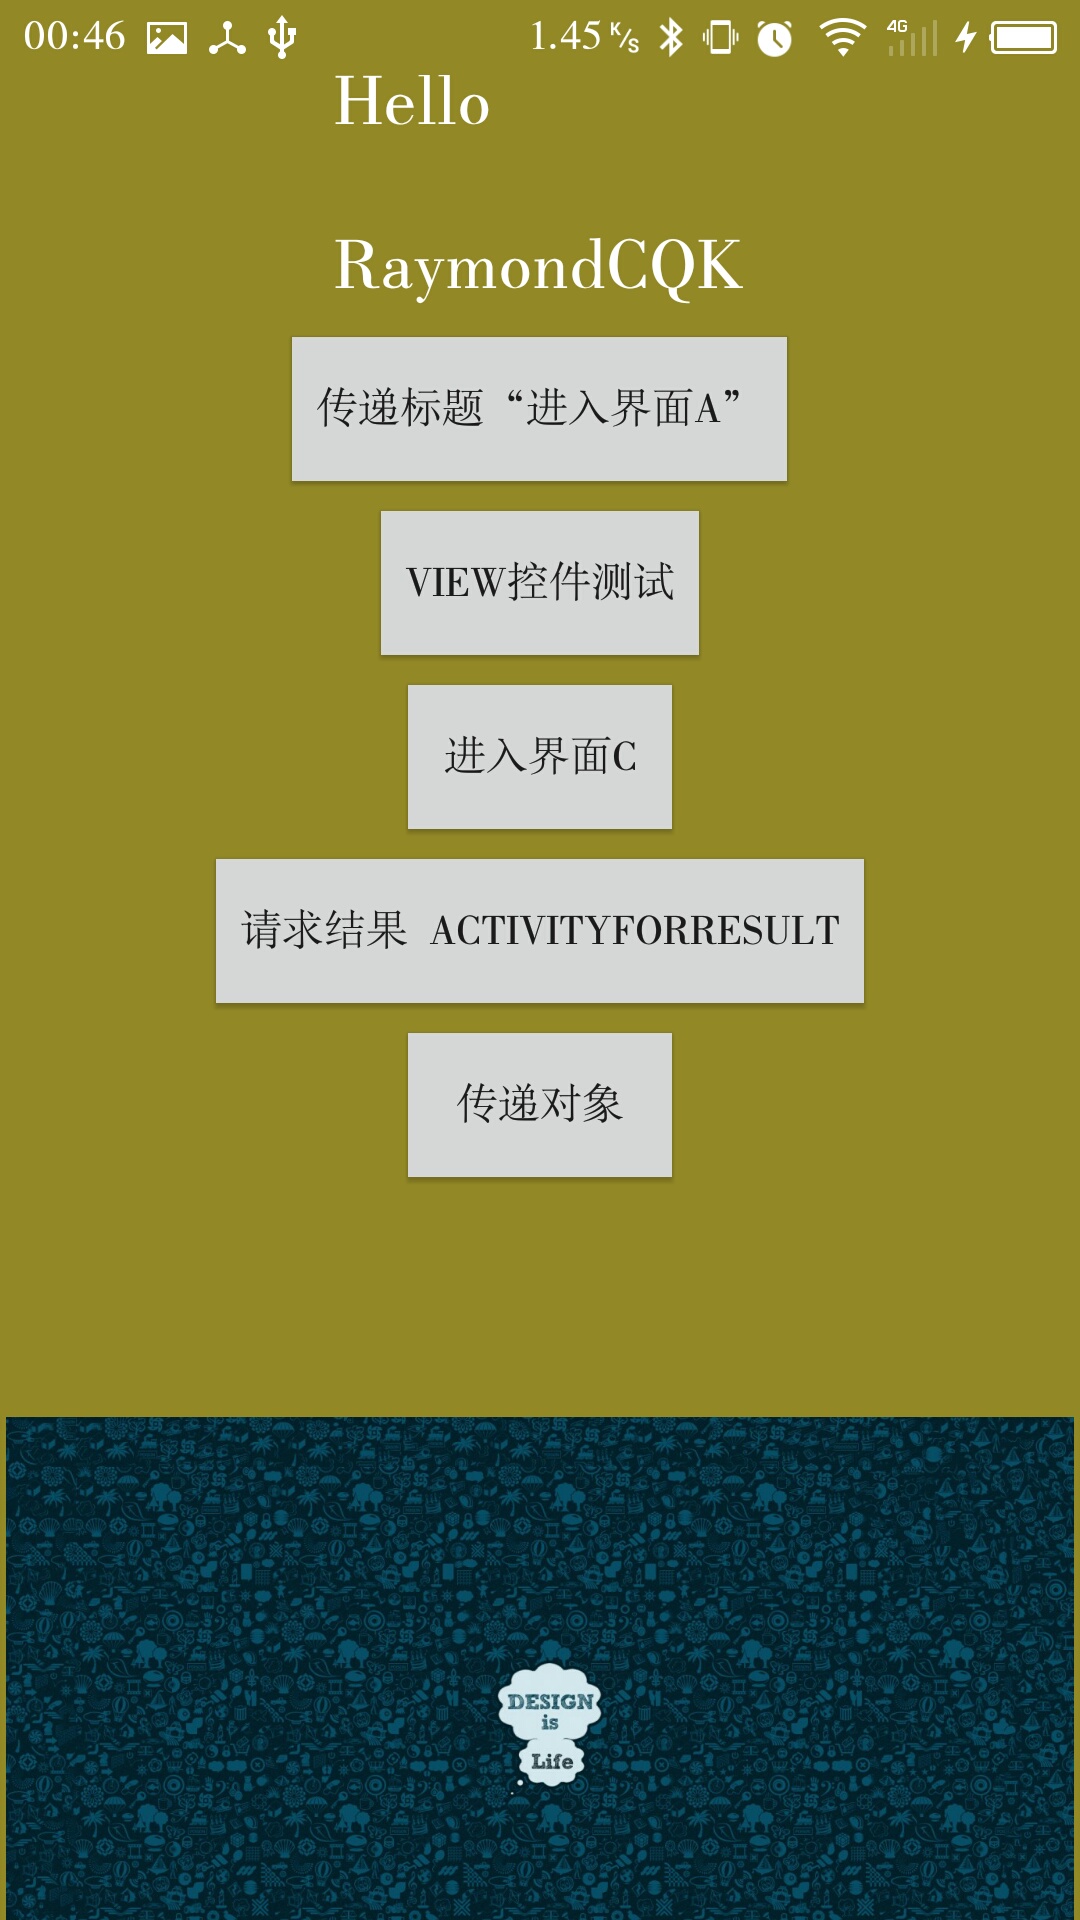 00:46
1.45 K/s
4G
Hello
RaymondCQK
传递标题“进入界面A”
VIEW控件测试
进入界面C
请求结果 ACTIVITYFORRESULT
传递对象
DESIGN
is
Life